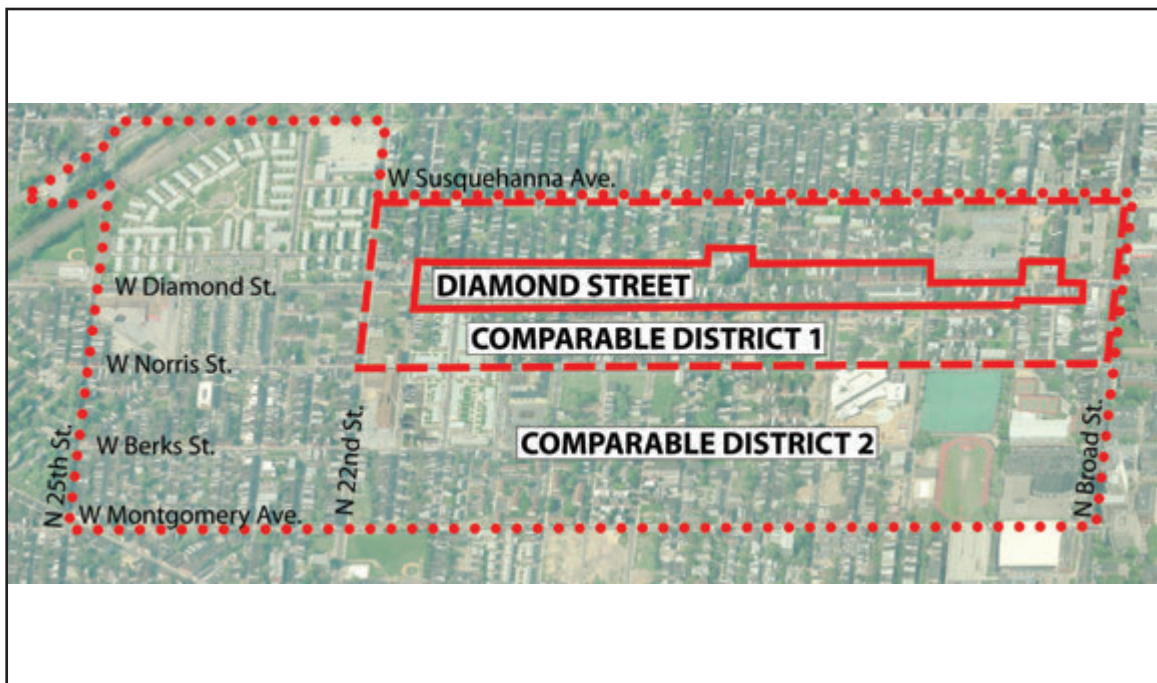 W Susquehanna Ave.
W Diamond St.
DIAMOND STREET
COMPARABLE DISTRICT 1
W Norris St.
N 25th St.
W Berks St.
N 22nd St.
COMPARABLE DISTRICT 2
N Broad St.
W Montgomery Ave.